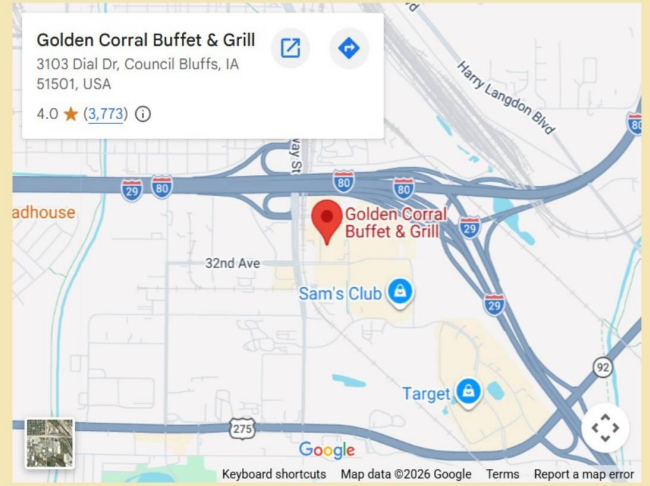 Golden Corral Buffet & Grill
3103 Dial Dr, Council Bluffs, IA
51501, USA
4.0 ★ (3,773)
Harry Langdon Blvd
80
way St
29
80
80
80
adhouse
Golden Corral
Buffet & Grill
29
32nd Ave
Sam's Club
29
92
Target
275
Google
Keyboard shortcuts
Map data ©2026 Google
Terms
Report a map error